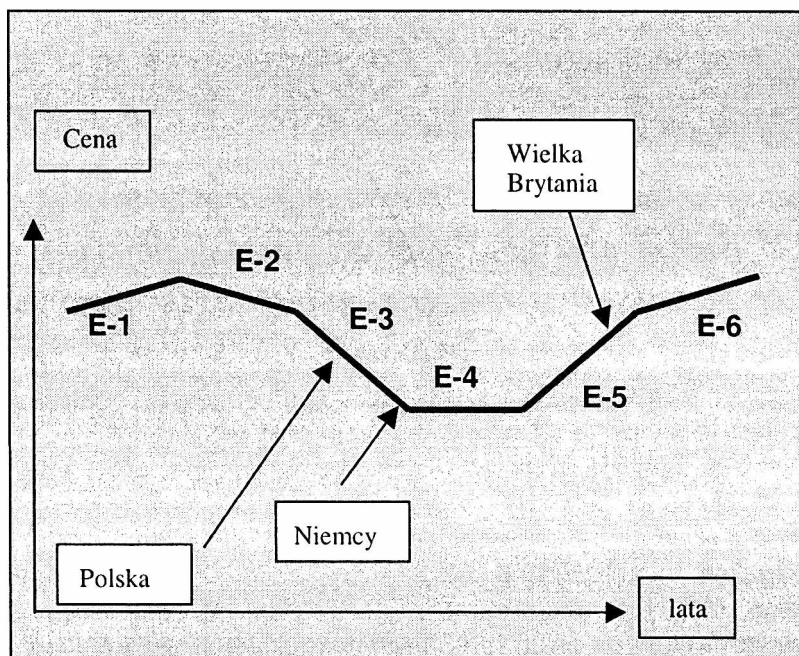 Cena
Wielka
Brytania
E-2
E-1
E-3
E-6
E-4
E-5
Niemcy
Polska
lata